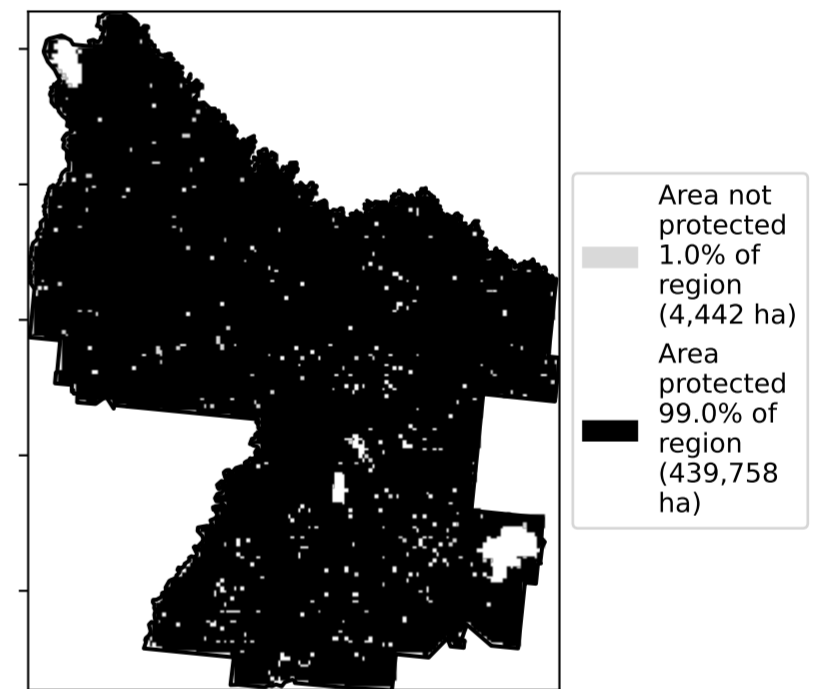 Area not
protected
1.0% of
region
(4,442 ha)
Area
protected
99.0% of
region
(439,758
ha)